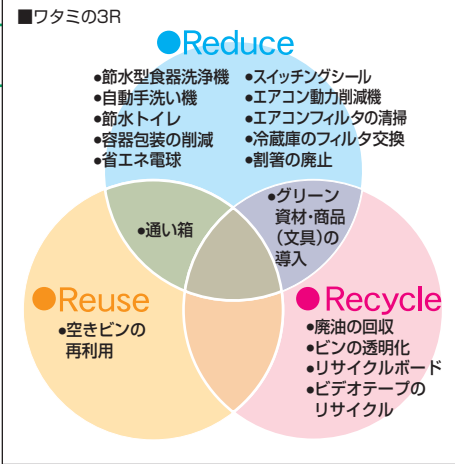 ■ワタミの3R
●Reduce
●節水型食器洗浄機
●自動手洗い機
●節水トイレ
●容器包装の削減
●省エネ電球
●スイッチングシール
●エアコン動力削減機
●エアコンフィルタの清掃
●冷蔵庫のフィルタ交換
●割箸の廃止
●通い箱
●グリーン
資材・商品
（文具）の
導入
●Reuse
●空きビンの
再利用
●Recycle
●廃油の回収
●ビンの透明化
●リサイクルボード
●ビデオテープの
リサイクル